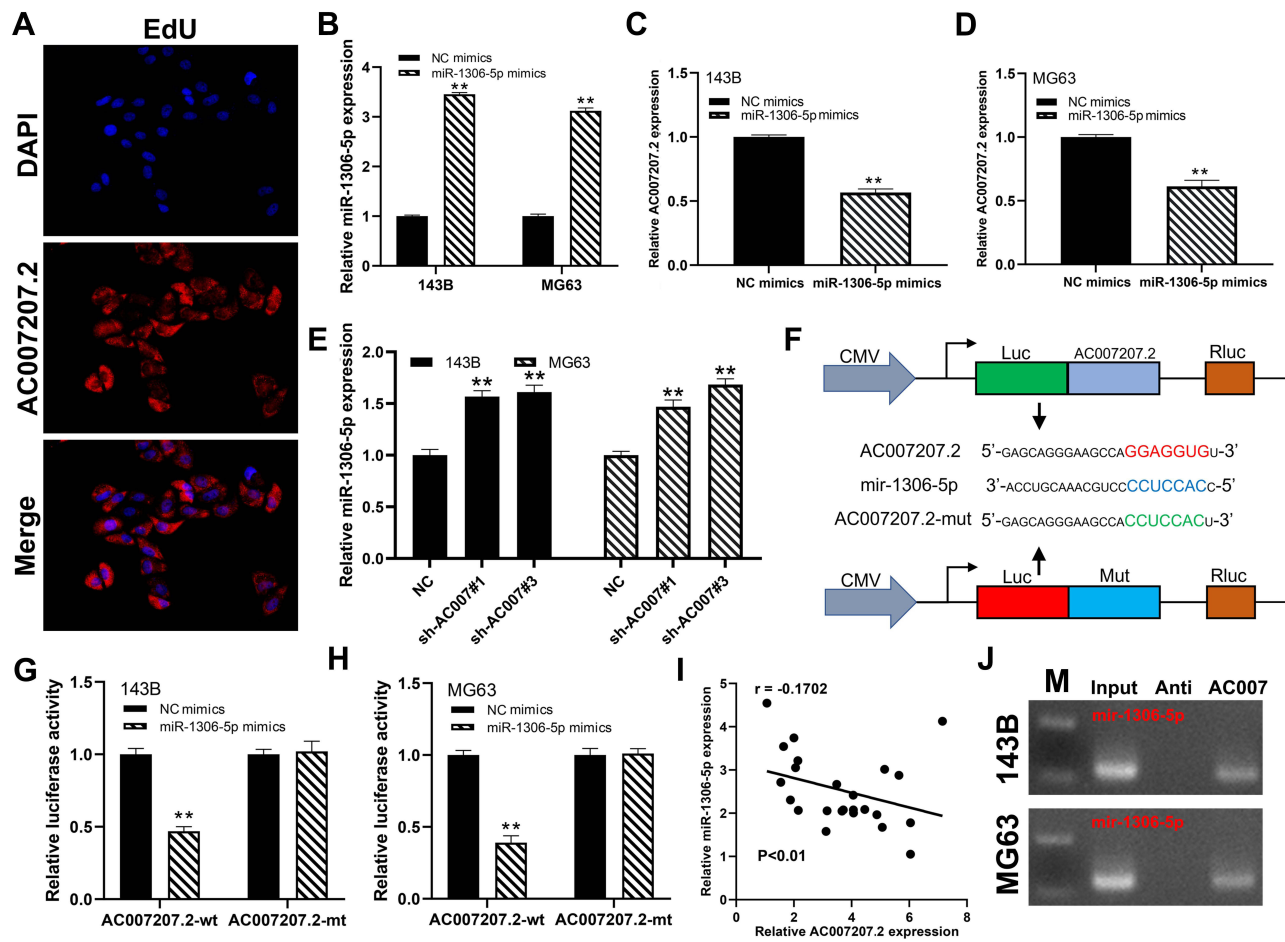 A
EdU
DAPI
AC007207.2
Merge
B
NC mimics
miR-1306-5p mimics
Relative miR-1306-5p expression
4
3
2
1
0
**
**
143B
MG63
C
143B
NC mimics
miR-1306-5p mimics
Relative AC007207.2 expression
1.5
1.0
0.5
0.0
**
NC mimics
miR-1306-5p mimics
D
MG63
NC mimics
miR-1306-5p mimics
Relative AC007207.2 expression
1.5
1.0
0.5
0.0
**
NC mimics
miR-1306-5p mimics
E
143B
MG63
Relative miR-1306-5p expression
2.0
1.5
1.0
0.5
0.0
**
**
**
**
NC
sh-AC007#1
sh-AC007#3
NC
sh-AC007#1
sh-AC007#3
F
CMV
Luc
AC007207.2
Rluc
AC007207.2 5'-GAGCAGGGAAGCCAGGAGGUGU-3'
mir-1306-5p 3'-ACCUGCAAACGUCCCCUCCACC-5'
AC007207.2-mut 5'-GAGCAGGGAAGCCACCUCCACU-3'
CMV
Luc
Mut
Rluc
G
143B
NC mimics
miR-1306-5p mimics
Relative luciferase activity
1.5
1.0
0.5
0.0
**
AC007207.2-wt
AC007207.2-mt
H
MG63
NC mimics
miR-1306-5p mimics
Relative luciferase activity
1.5
1.0
0.5
0.0
**
AC007207.2-wt
AC007207.2-mt
I
r = -0.1702
Relative miR-1306-5p expression
5
4
3
2
1
0
P<0.01
0
2
4
6
8
Relative AC007207.2 expression
J
M
Input
Anti
AC007
143B
mir-1306-5p
MG63
mir-1306-5p